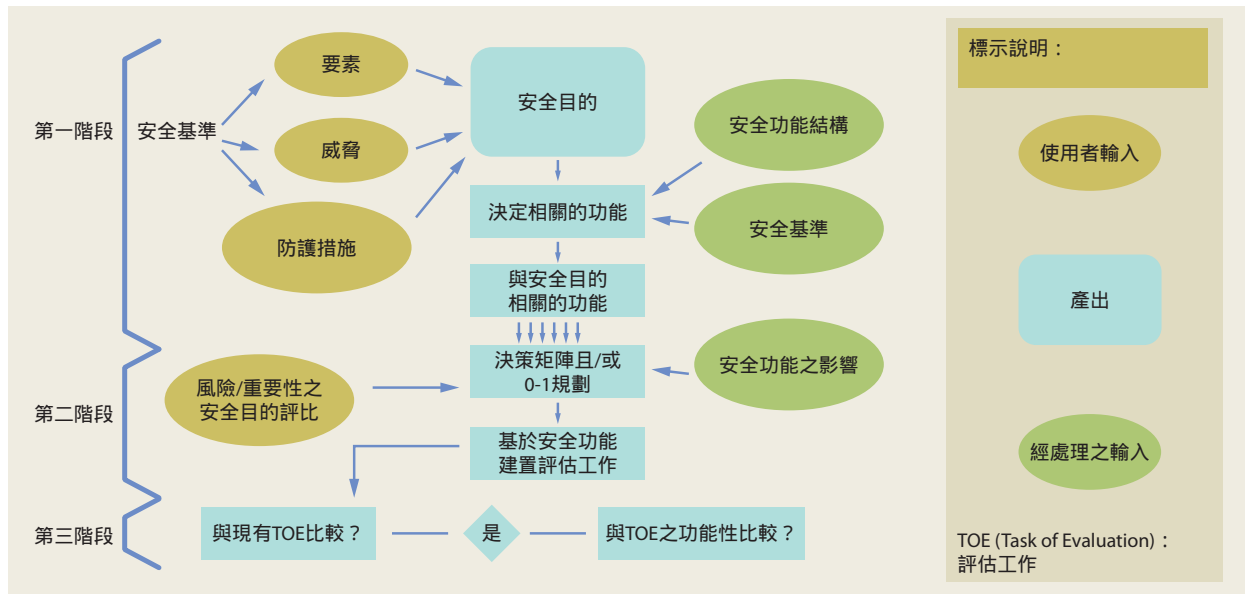 第一階段
安全基準
要素
威脅
防護措施
安全目的
決定相關的功能
與安全目的
相關的功能
安全功能結構
安全基準
第二階段
風險/重要性之
安全目的評比
決策矩陣且/或
0-1規劃
安全功能之影響
基於安全功能
建置評估工作
第三階段
與現有TOE比較？
是
與TOE之功能性比較？
標示說明：
使用者輸入
產出
經處理之輸入
TOE (Task of Evaluation)：
評估工作